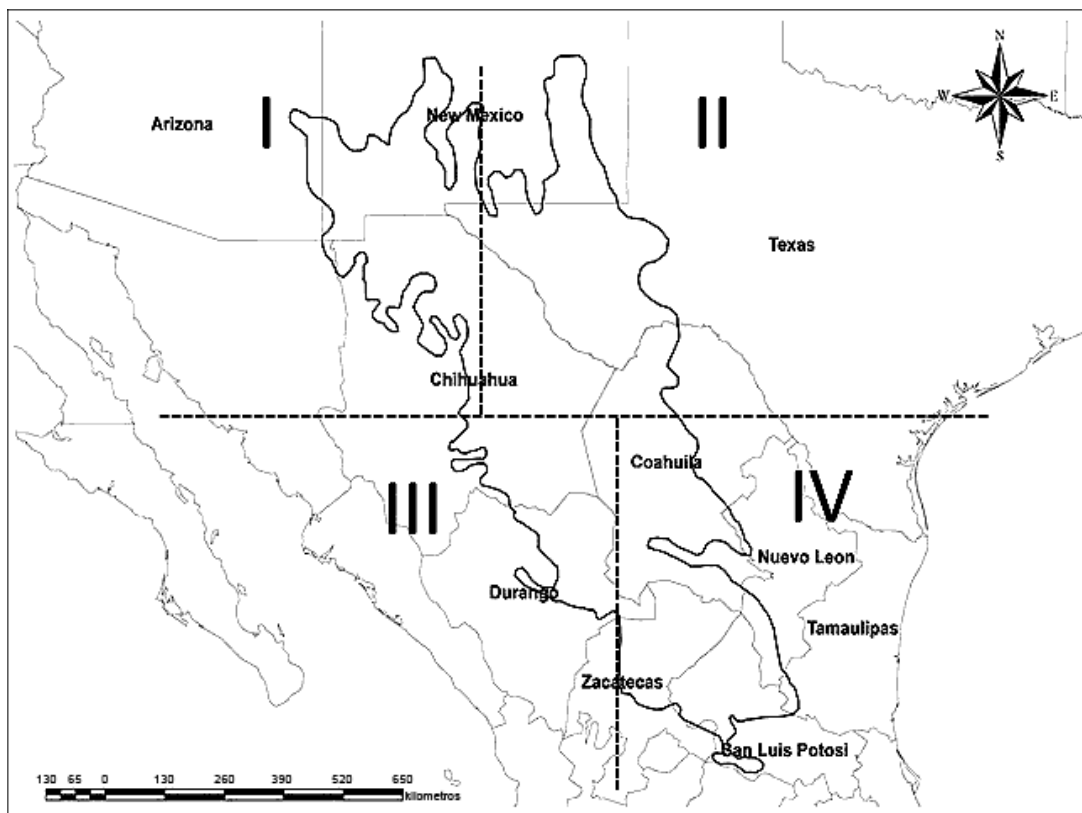 N
W E
S
Arizona
I
New Mexico
II
Texas
Chihuahua
Coahuila
III
IV
Nuevo Leon
Durango
Tamaulipas
Zacatecas
San Luis Potosi
130 65 0 130 260 390 520 650
kilometros